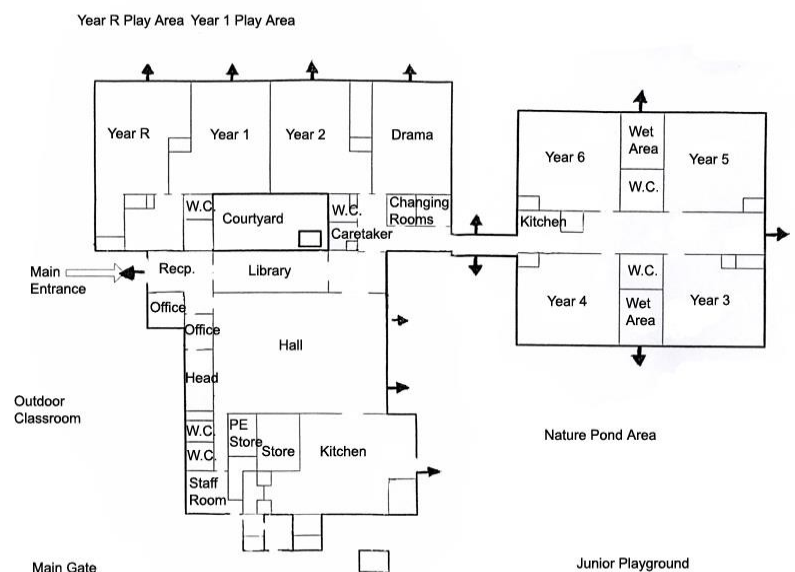 Year R Play Area Year 1 Play Area
Year R
Year 1
Year 2
Drama
Year 6
Wet
Area
W.C.
Year 5
W.C.
Courtyard
W.C.
Changing
Rooms
Caretaker
Kitchen
Main
Entrance
Recp.
Library
Office
Office
Hall
Head
Year 4
W.C.
Wet
Area
Year 3
Outdoor
Classroom
W.C.
W.C.
PE
Store
Store
Kitchen
Staff
Room
Nature Pond Area
Main Gate
Junior Playground